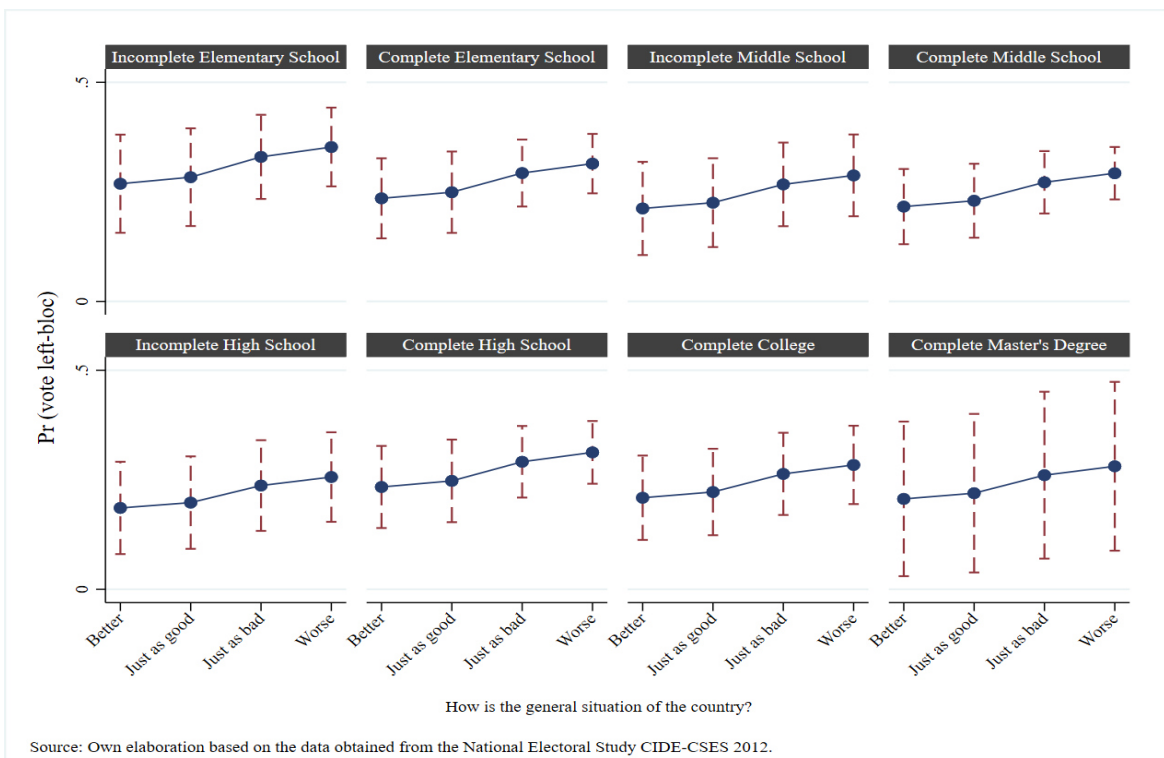 Incomplete Elementary School
Complete Elementary School
Incomplete Middle School
Complete Middle School
.5
0
Pr (vote left-bloc)
Incomplete High School
Complete High School
Complete College
Complete Master's Degree
.5
0
Better
Just as good
Just as bad
Worse
Better
Just as good
Just as bad
Worse
Better
Just as good
Just as bad
Worse
Better
Just as good
Just as bad
Worse
How is the general situation of the country?
Source: Own elaboration based on the data obtained from the National Electoral Study CIDE-CSES 2012.